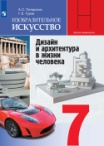 А.С. Питерских
Г.Е. Гуров
ИЗОБРАЗИТЕЛЬНОЕ
ИСКУССТВО
Дизайн и архитектура
в жизни
человека
7